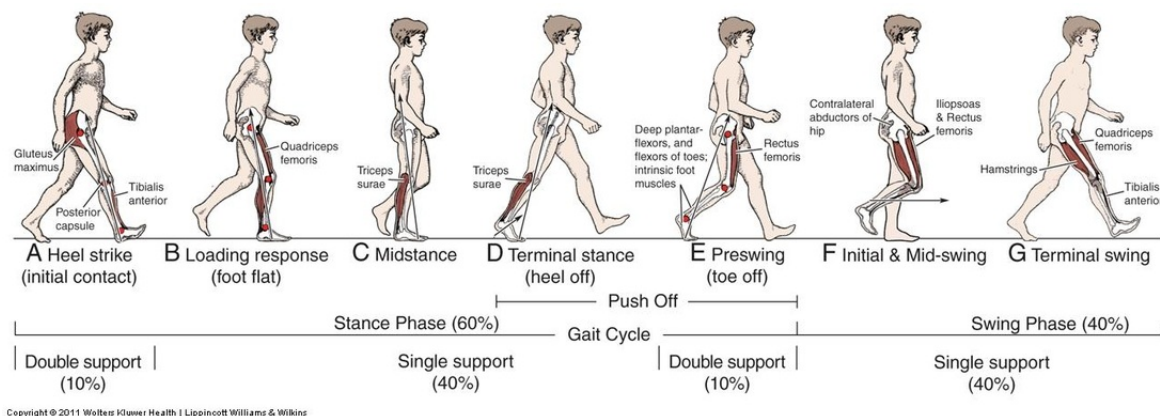 Gluteus
maximus
Posterior
capsule
Tibialis
anterior
Quadriceps
femoris
Triceps
surae
Triceps
surae
Deep plantar-
flexors, and
flexors of toes;
intrinsic foot
muscles
Rectus
femoris
Contralateral
abductors of
hip
Iliopsoas
& Rectus
femoris
Hamstrings
Quadriceps
femoris
Tibialis
anterior
A Heel strike
(initial contact)
B Loading response
(foot flat)
C Midstance
D Terminal stance
(heel off)
E Preswing
(toe off)
F Initial & Mid-swing
G Terminal swing
Push Off
Stance Phase (60%)
Swing Phase (40%)
Gait Cycle
Double support
(10%)
Single support
(40%)
Double support
(10%)
Single support
(40%)
Copyright © 2011 Wolters Kluwer Health | Lippincott Williams & Wilkins